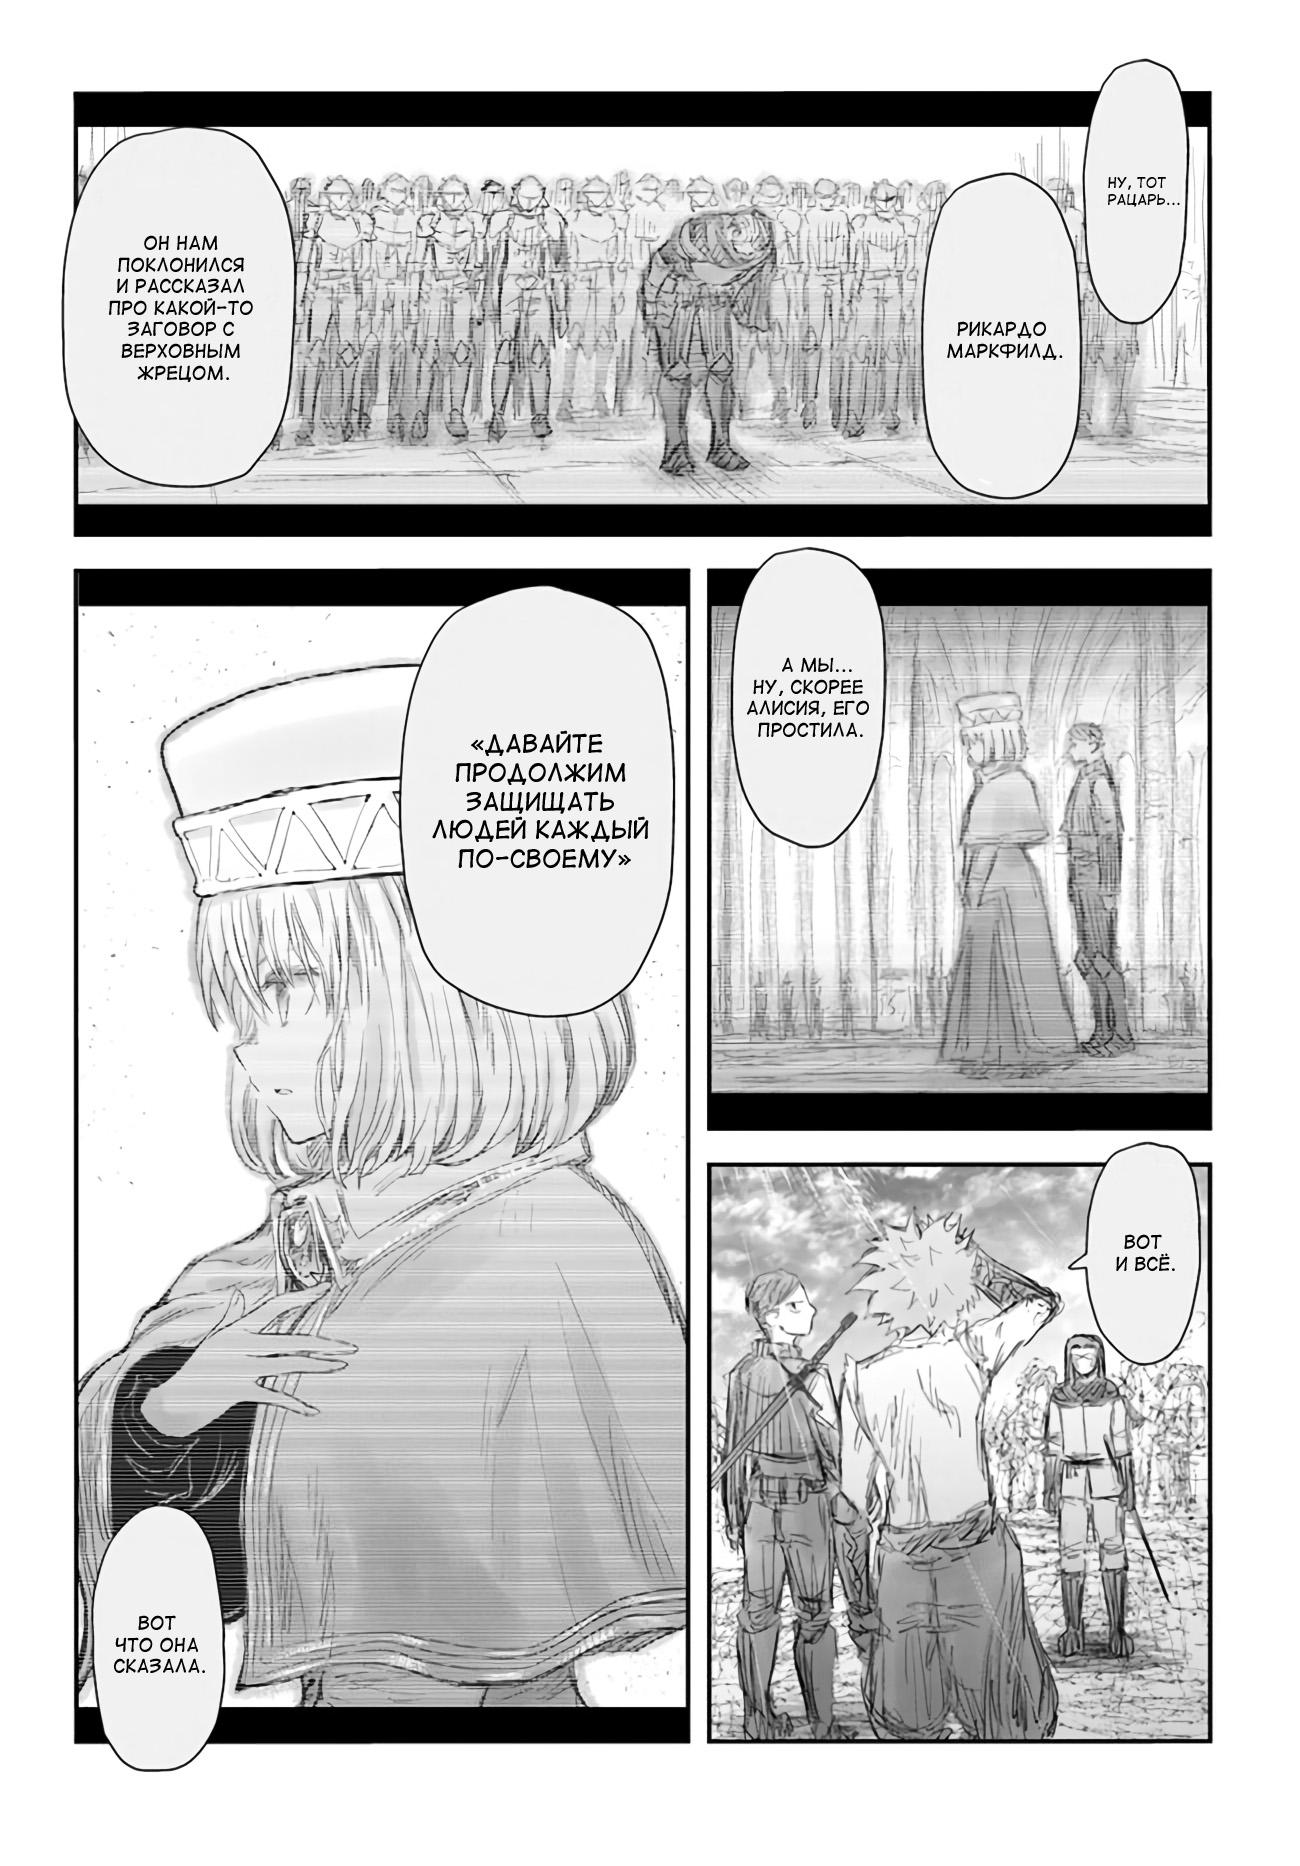 НУ, ТОТ
РАЦАРЬ...
РИКАРДО
МАРКФИЛД.
ОН НАМ
ПОКЛОНИЛСЯ
И РАССКАЗАЛ
ПРО КАКОЙ-ТО
ЗАГОВОР С
ВЕРХОВНЫМ
ЖРЕЦОМ.
А МЫ...
НУ, СКОРЕЕ
АЛИСИЯ, ЕГО
ПРОСТИЛА.
«ДАВАЙТЕ
ПРОДОЛЖИМ
ЗАЩИЩАТЬ
ЛЮДЕЙ КАЖДЫЙ
ПО-СВОЕМУ»
ВОТ
ЧТО ОНА
СКАЗАЛА.
ВОТ
И ВСЁ.